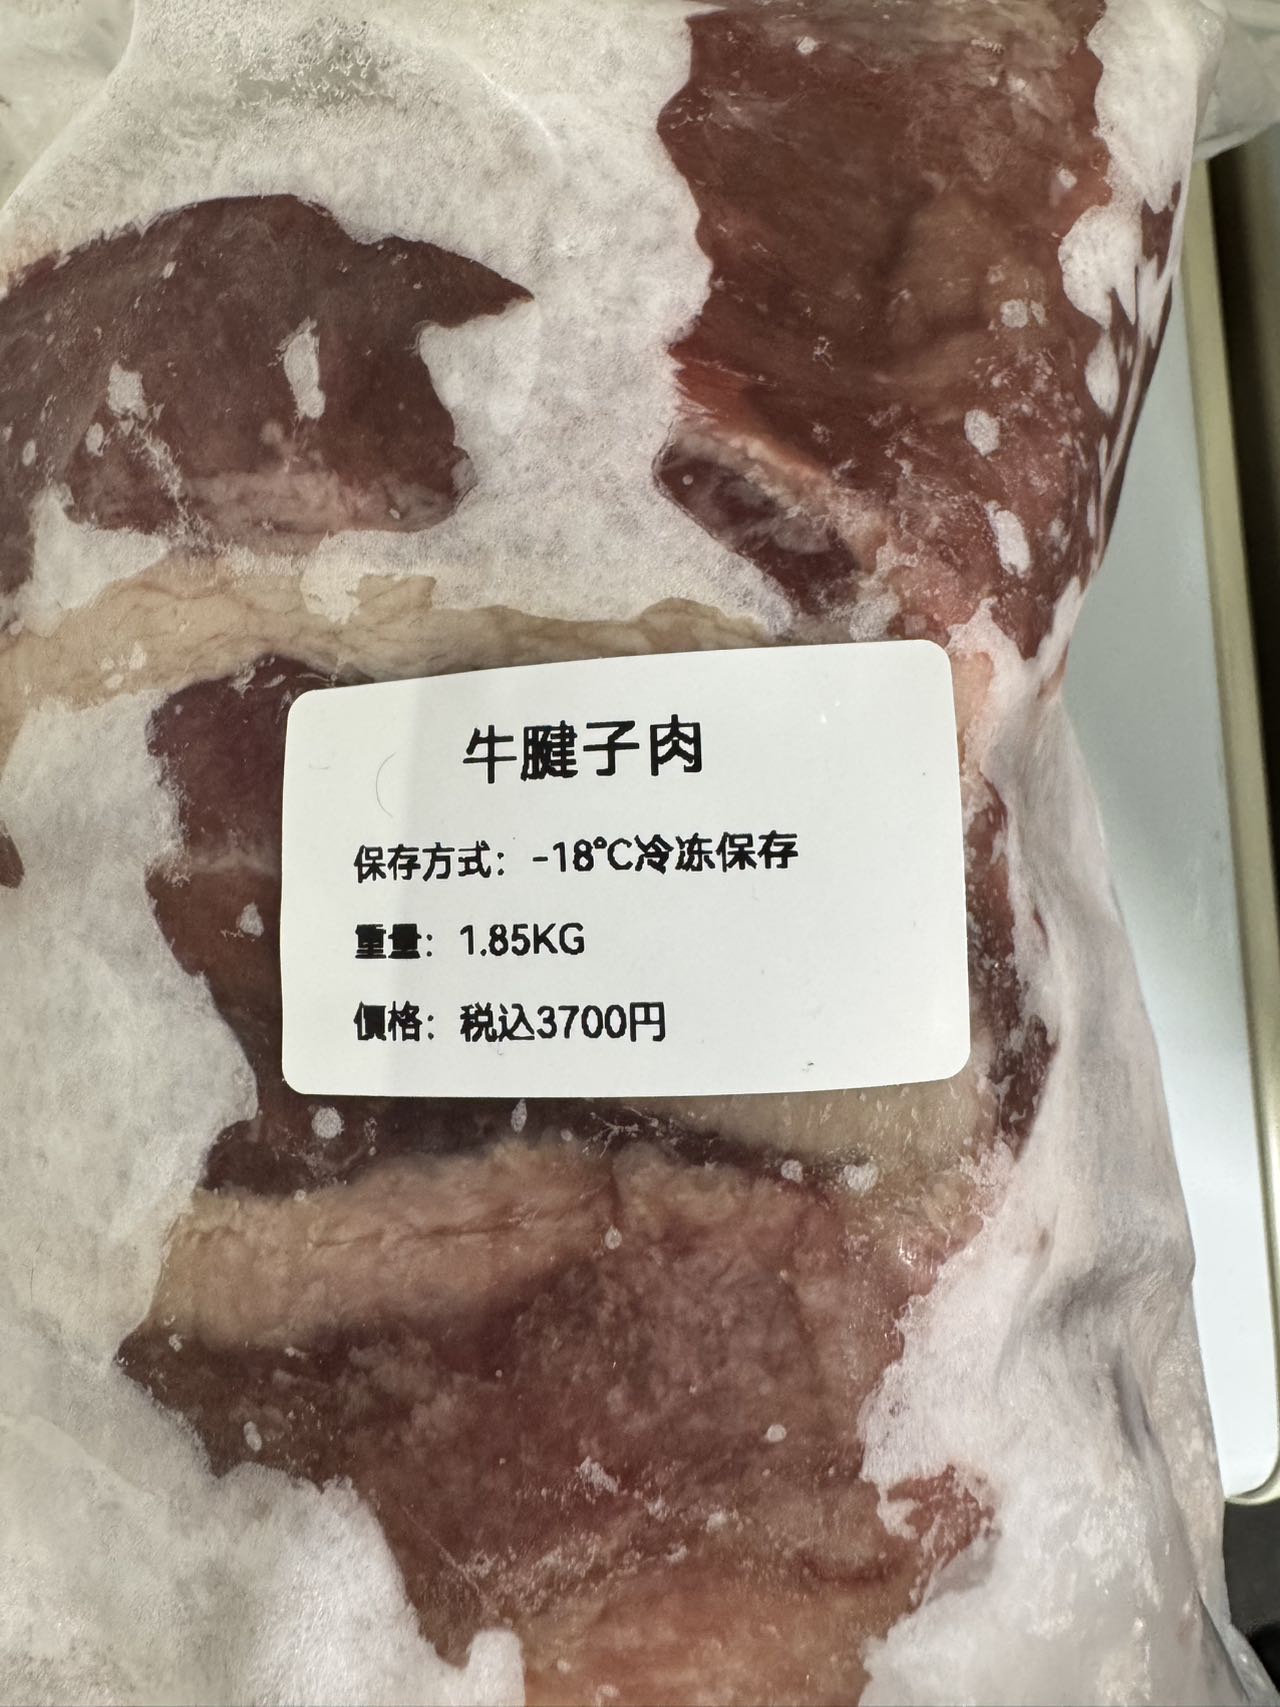 牛腱子肉
保存方式：-18℃冷冻保存
重量：1.85KG
價格：税込3700円